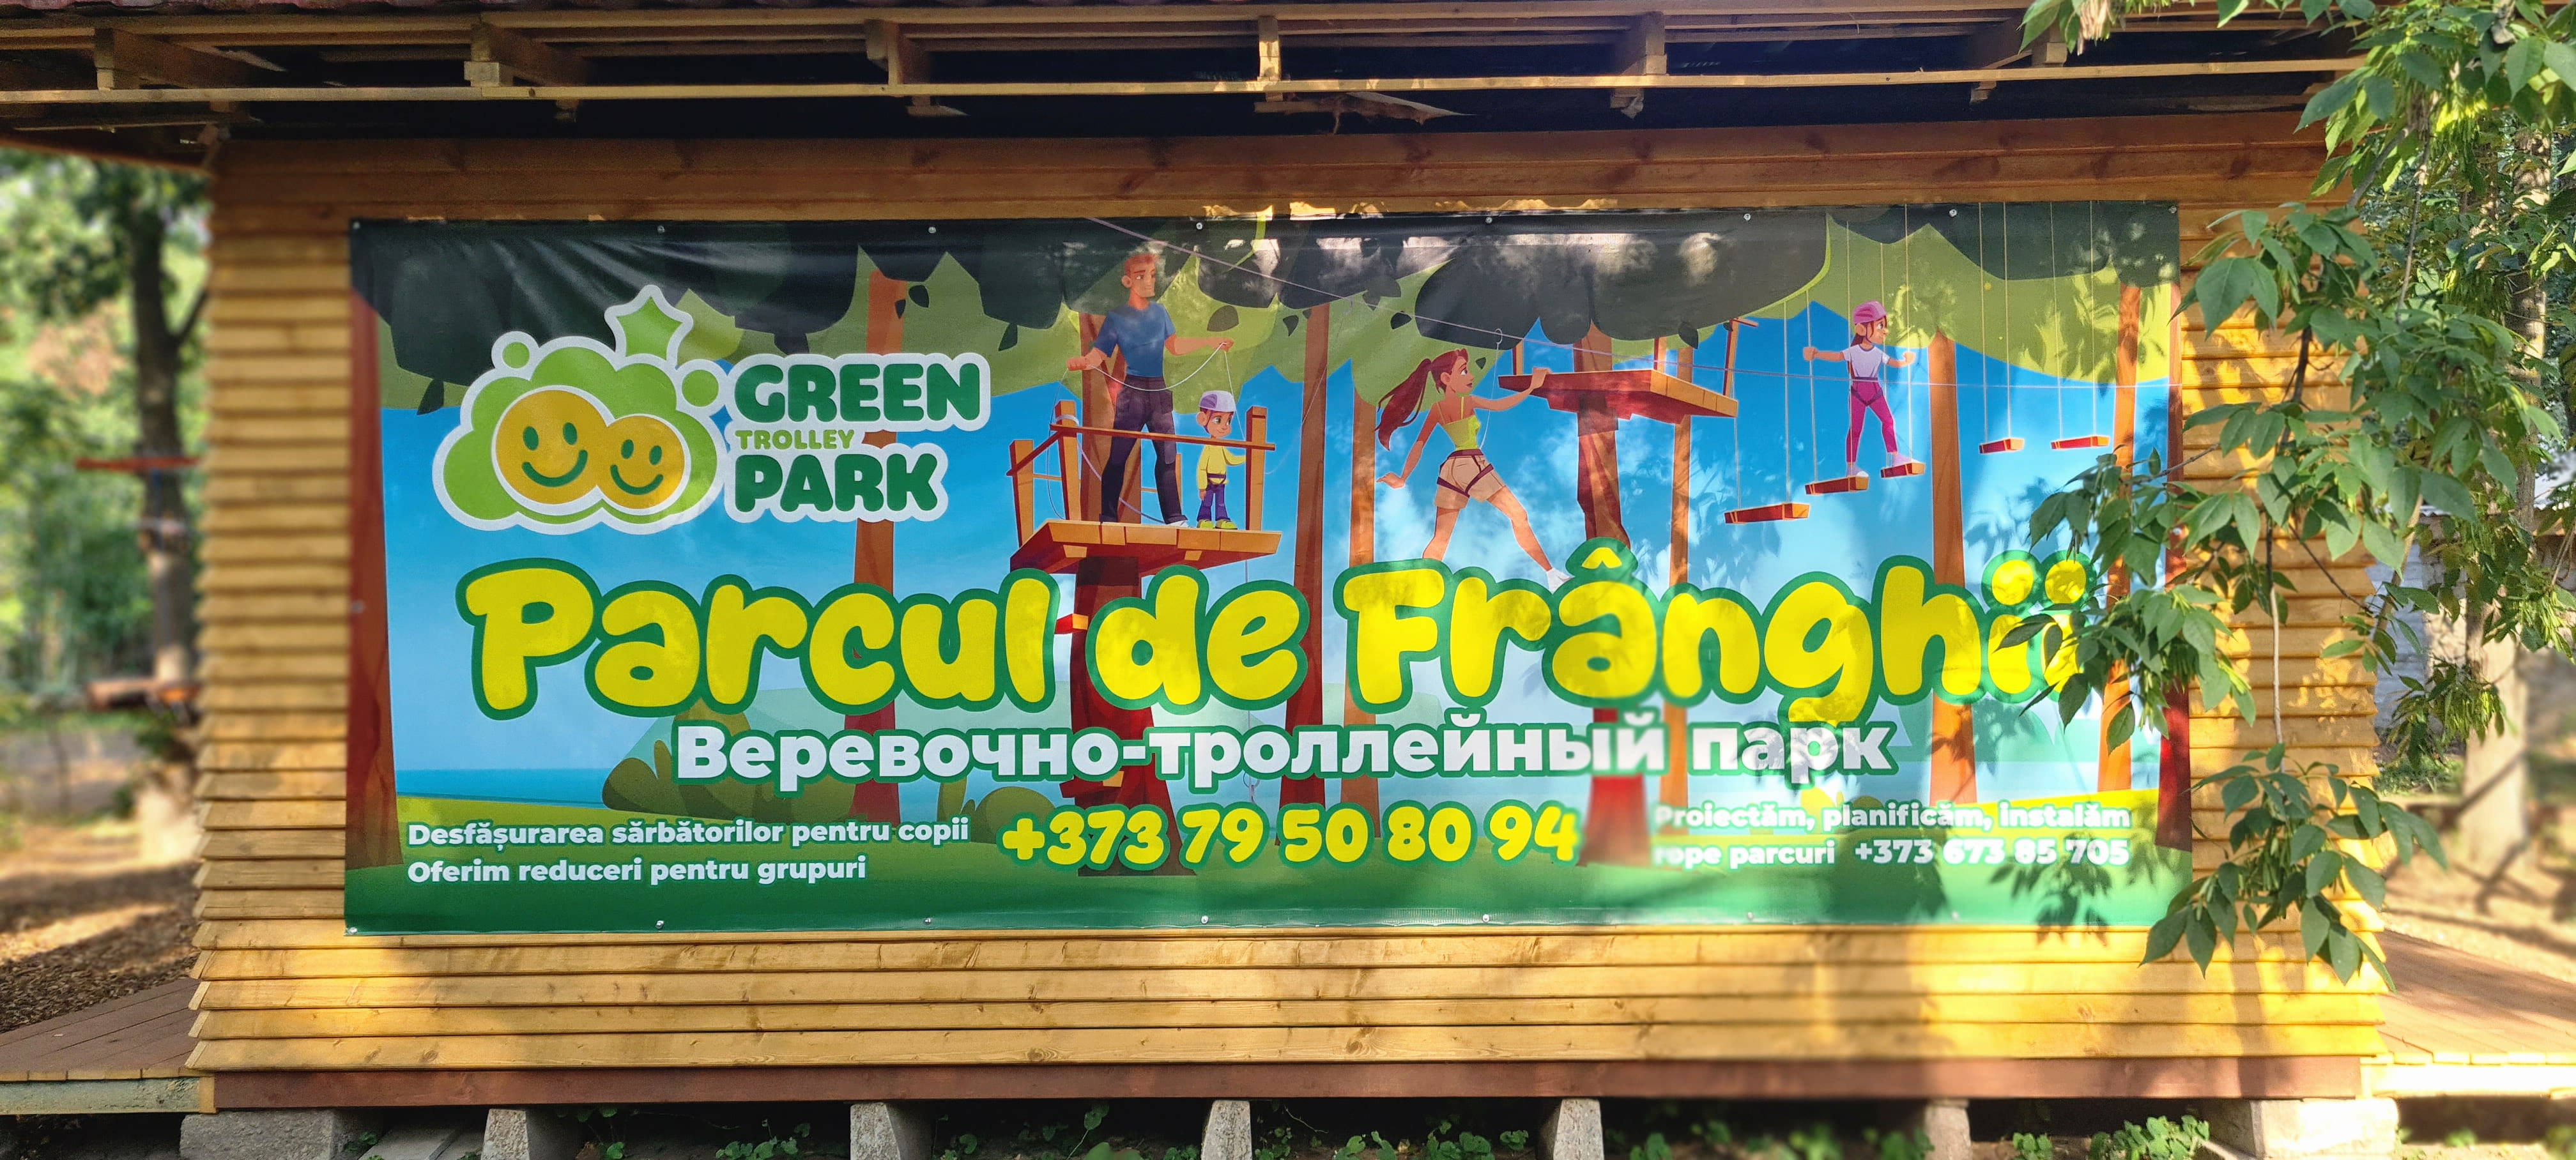 GREEN
TROLLEY
PARK
Parcul de Frânghii
Веревочно-троллейный парк
Desfășurarea sărbătorilor pentru copii
Oferim reduceri pentru grupuri
+373 79 50 80 94
Proiectăm, planificăm, instalăm
rope parcuri +373 673 85 705